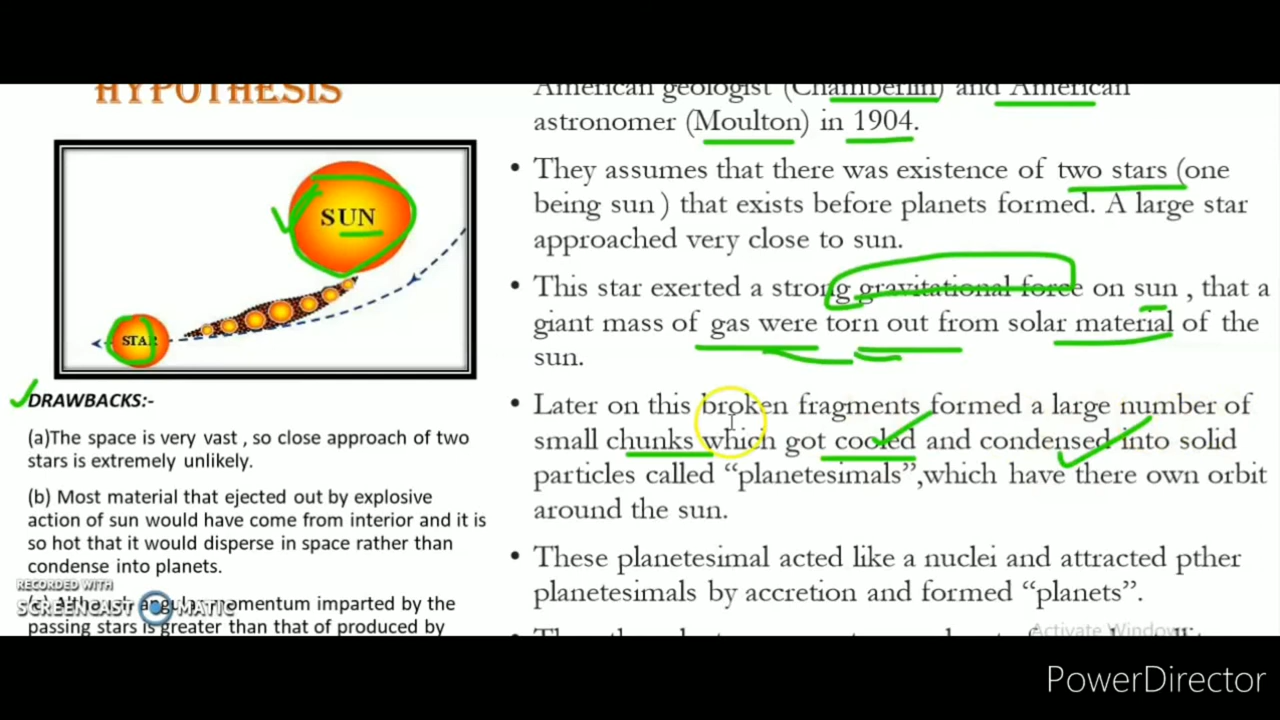 HYPOTHESIS
SUN
STAR
DRAWBACKS:-
(a)The space is very vast , so close approach of two
stars is extremely unlikely.
(b) Most material that ejected out by explosive
action of sun would have come from interior and it is
so hot that it would disperse in space rather than
condense into planets.
(c) Although angular momentum imparted by the
passing stars is greater than that of produced by
RECORDED WITH
SCREENCAST MATIC
American geologist (Chamberlin) and American
astronomer (Moulton) in 1904.
• They assumes that there was existence of two stars (one
being sun ) that exists before planets formed. A large star
approached very close to sun.
• This star exerted a strong gravitational force on sun , that a
giant mass of gas were torn out from solar material of the
sun.
• Later on this broken fragments formed a large number of
small chunks which got cooled and condensed into solid
particles called “planetesimals”,which have there own orbit
around the sun.
• These planetesimal acted like a nuclei and attracted pther
planetesimals by accretion and formed “planets”.
Activate Windows
PowerDirector